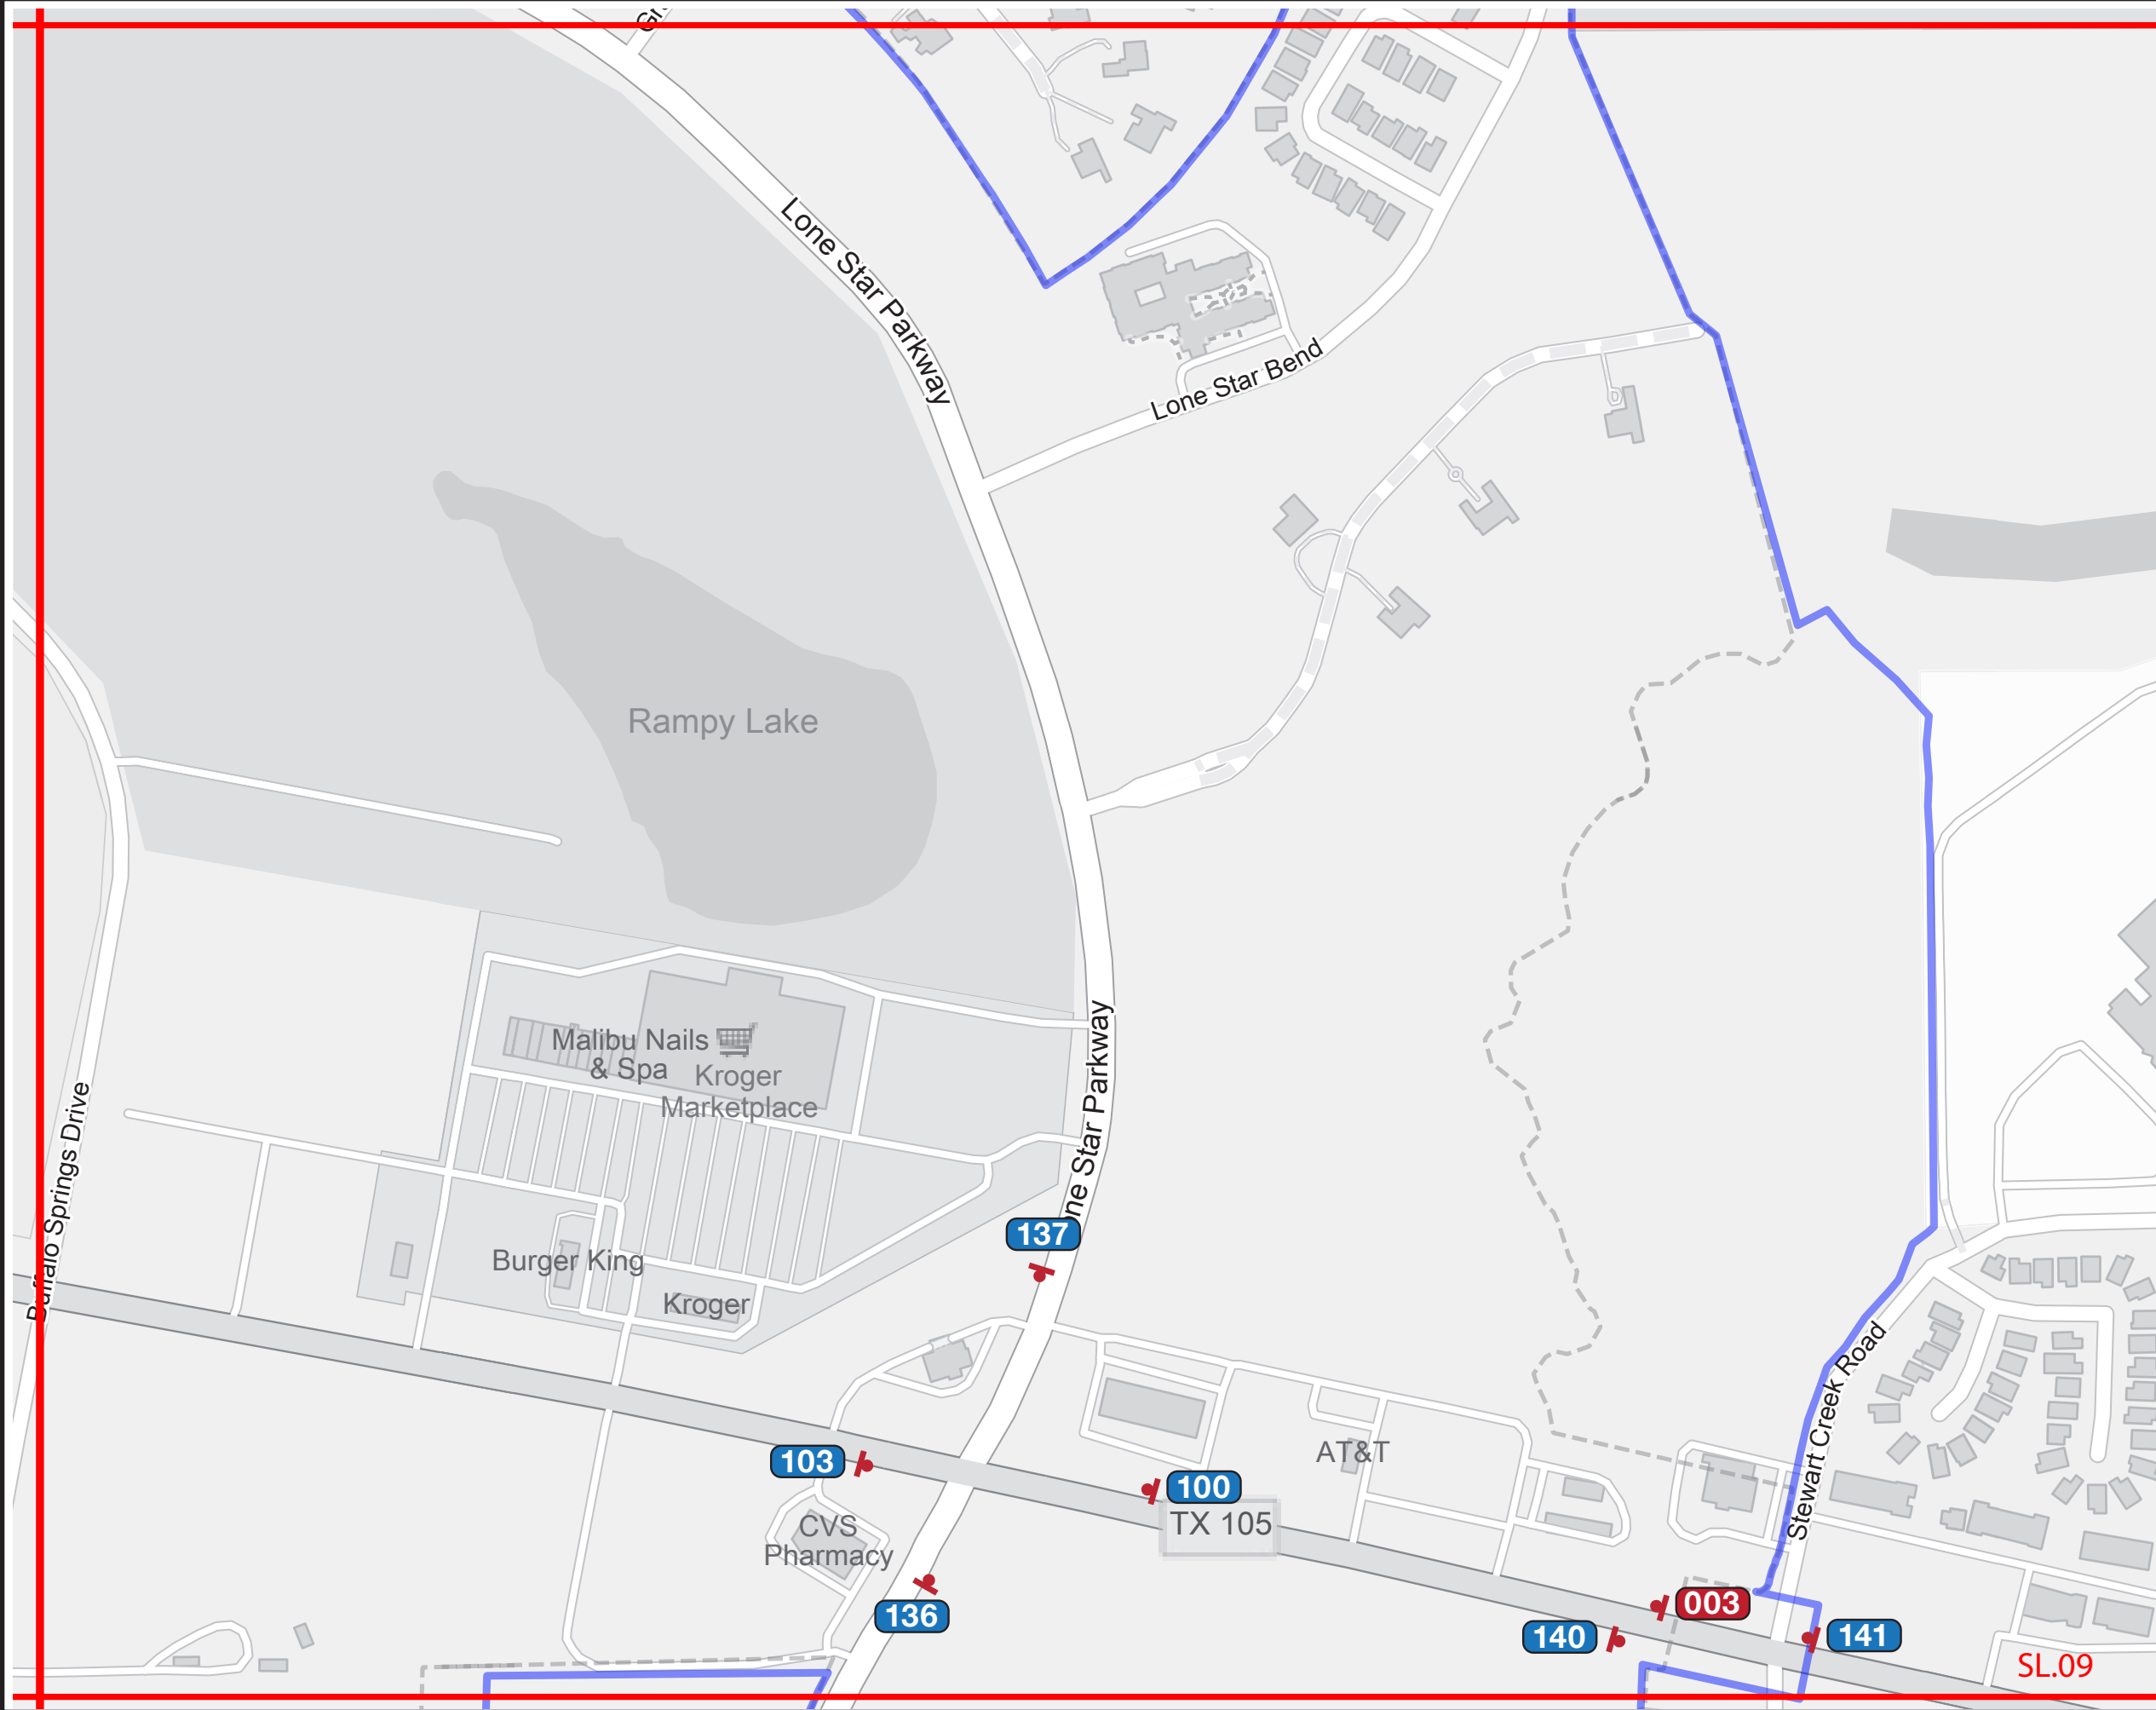 Gr
Lone Star Parkway
Lone Star Bend
Rampy Lake
Malibu Nails
& Spa
Kroger
Marketplace
Lone Star Parkway
Buffalo Springs Drive
137
Burger King
Kroger
Stewart Creek Road
103
AT&T
100
TX 105
CVS
Pharmacy
136
003
140
141
SL.09